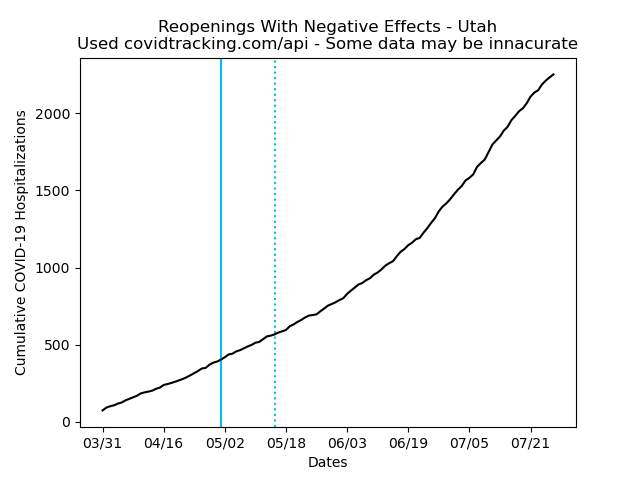 Reopenings With Negative Effects - Utah
Used covidtracking.com/api - Some data may be innacurate
Cumulative COVID-19 Hospitalizations
2000
1500
1000
500
0
03/31 04/16 05/02 05/18 06/03 06/19 07/05 07/21
Dates